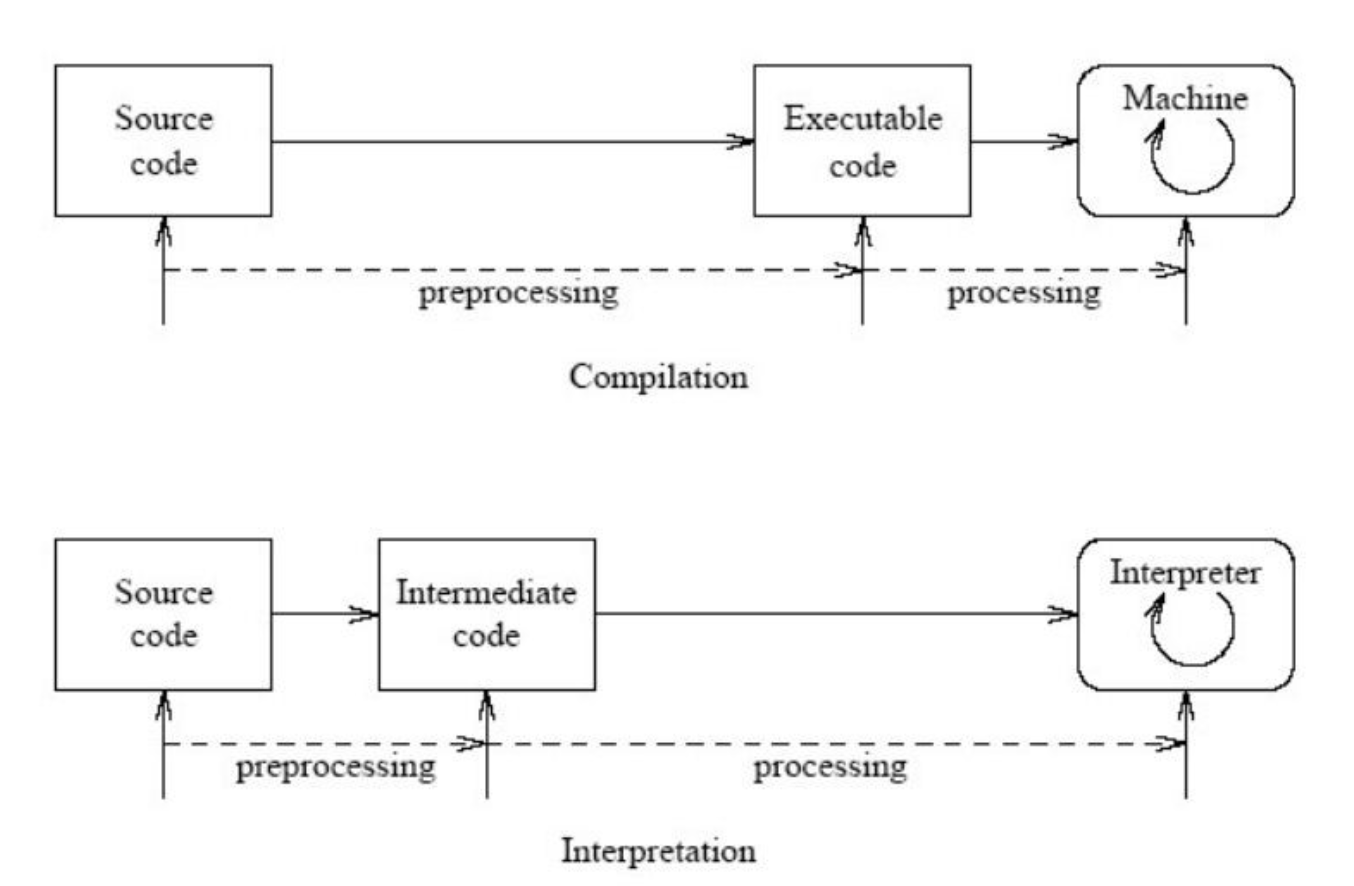 Source
code
Executable
code
Machine
preprocessing
processing
Compilation
Source
code
Intermediate
code
Interpreter
preprocessing
processing
Interpretation